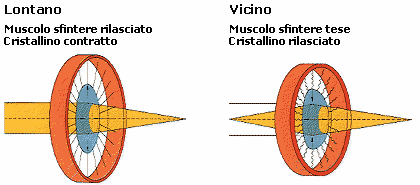 Lontano
Muscolo sfintere rilasciato
Cristallino contratto
Vicino
Muscolo sfintere tese
Cristallino rilasciato